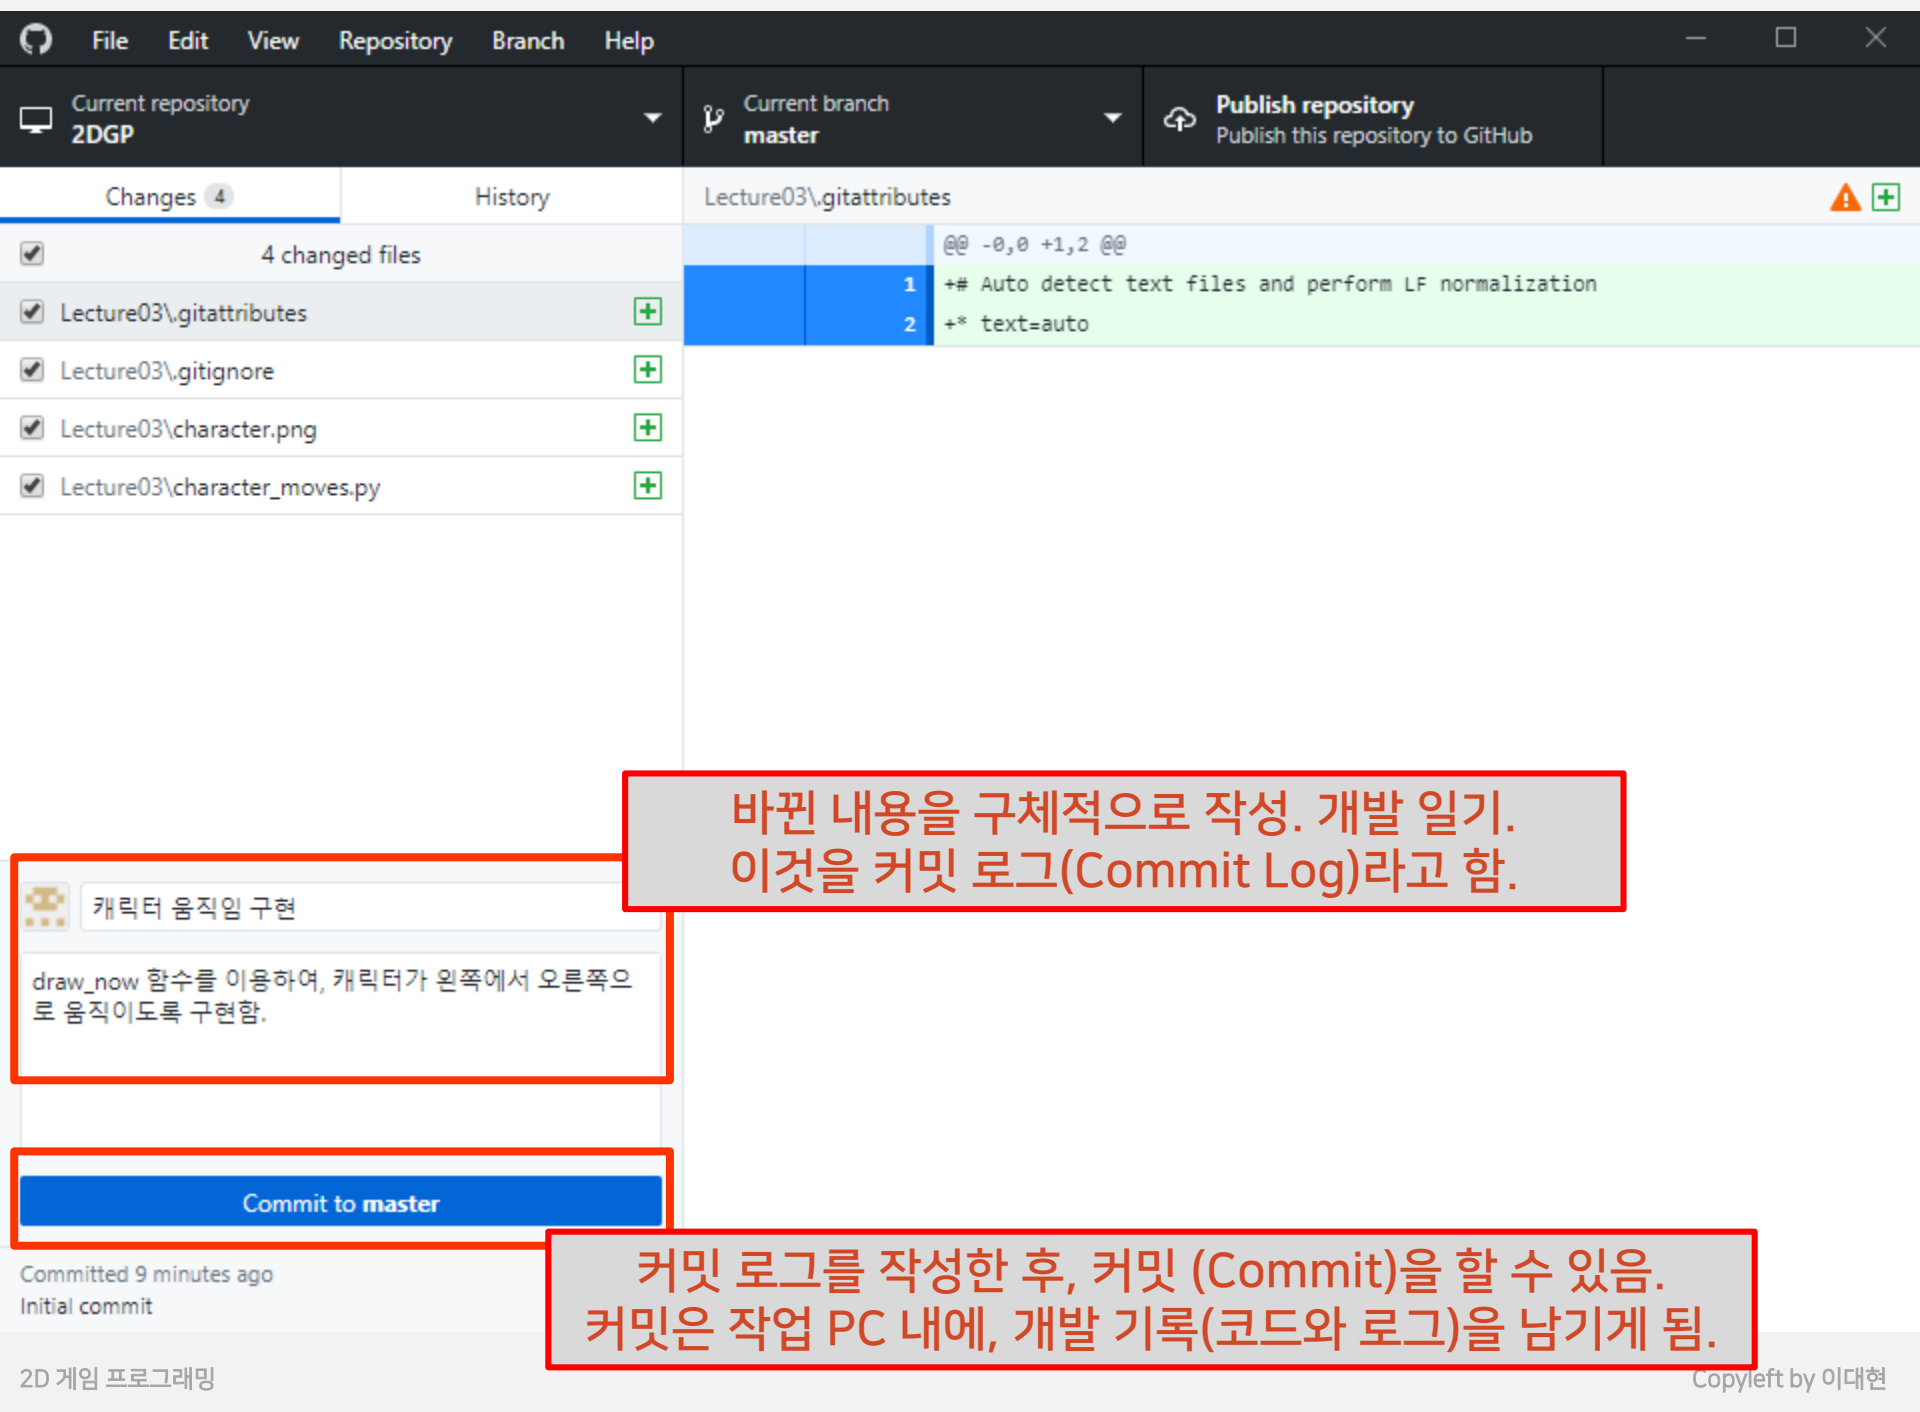 File Edit View Repository Branch Help
Current repository
2DGP
Current branch
master
Publish repository
Publish this repository to GitHub
Changes 4
History
Lecture03\.gitattributes
4 changed files
Lecture03\.gitattributes
Lecture03\.gitignore
Lecture03\character.png
Lecture03\character_moves.py
@@ -0,0 +1,2 @@
1 +# Auto detect text files and perform LF normalization
2 +* text=auto
바뀐 내용을 구체적으로 작성. 개발 일기.
이것을 커밋 로그(Commit Log)라고 함.
캐릭터 움직임 구현
draw_now 함수를 이용하여, 캐릭터가 왼쪽에서 오른쪽으
로 움직이도록 구현함.
Commit to master
커밋 로그를 작성한 후, 커밋 (Commit)을 할 수 있음.
커밋은 작업 PC 내에, 개발 기록(코드와 로그)을 남기게 됨.
Committed 9 minutes ago
Initial commit
2D 게임 프로그래밍
Copyleft by 이대현